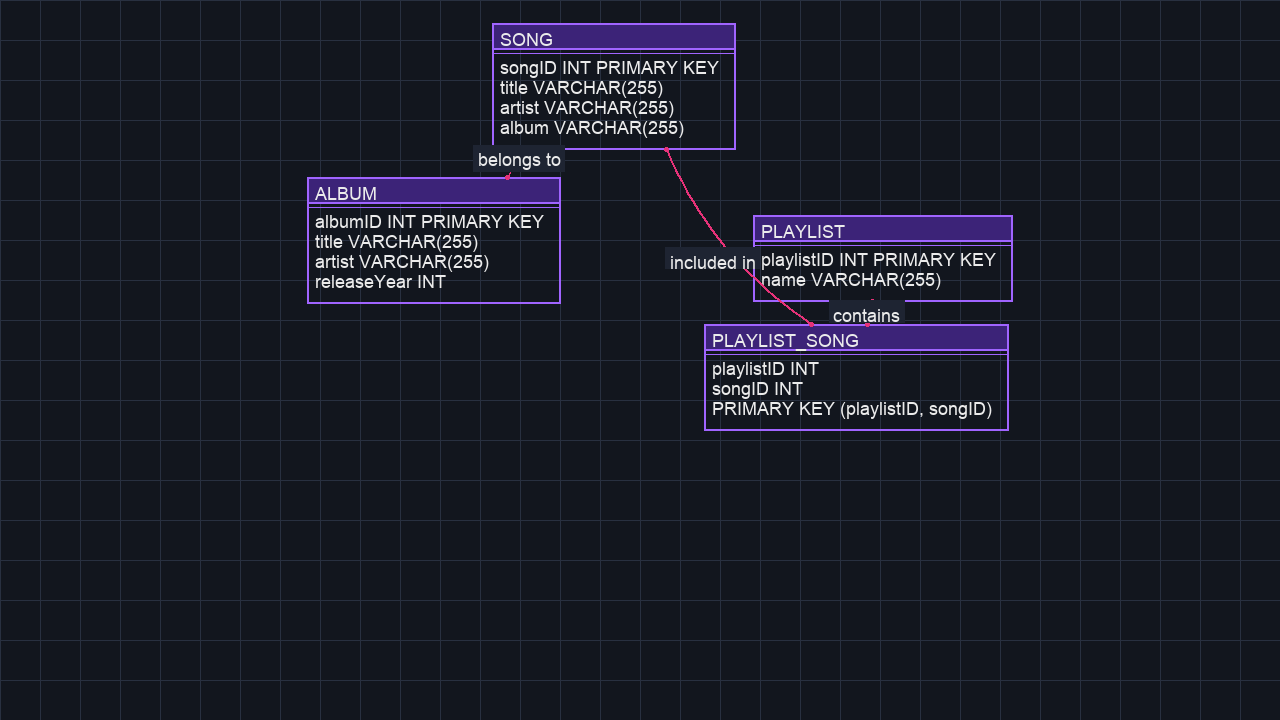 SONG
songID INT PRIMARY KEY
title VARCHAR(255)
artist VARCHAR(255)
album VARCHAR(255)
belongs to
ALBUM
albumID INT PRIMARY KEY
title VARCHAR(255)
artist VARCHAR(255)
releaseYear INT
included in
PLAYLIST
playlistID INT PRIMARY KEY
name VARCHAR(255)
contains
PLAYLIST_SONG
playlistID INT
songID INT
PRIMARY KEY (playlistID, songID)